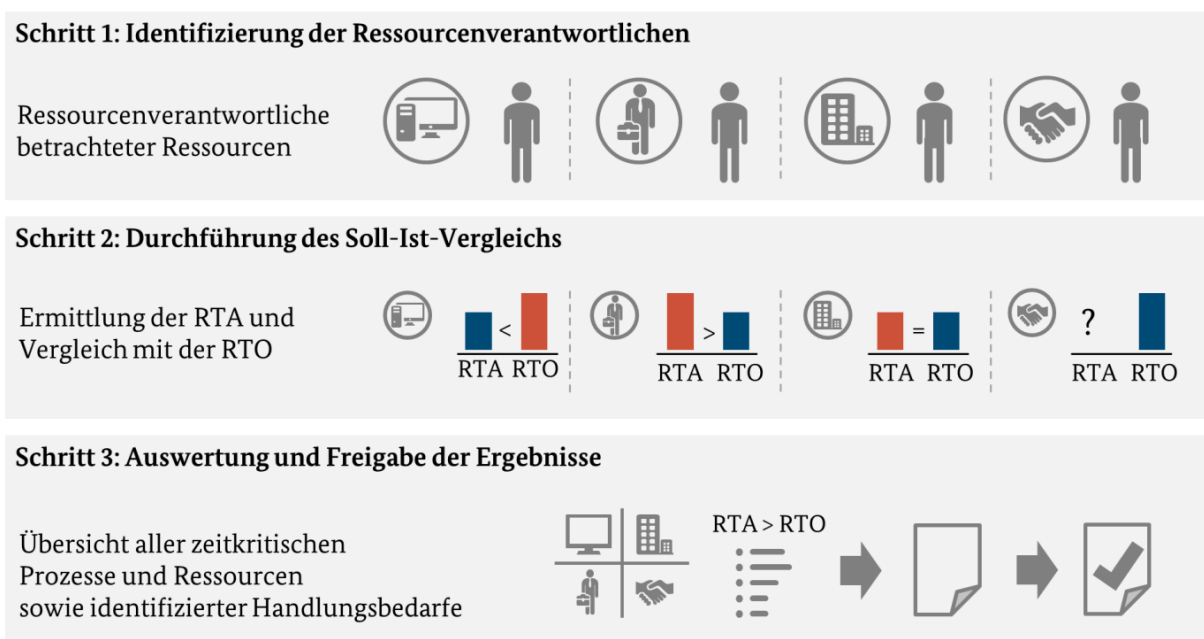 Schritt 1: Identifizierung der Ressourcenverantwortlichen
Ressourcenverantwortliche
betrachteter Ressourcen
Schritt 2: Durchführung des Soll-Ist-Vergleichs
Ermittlung der RTA und
Vergleich mit der RTO
<
RTA RTO
>
RTA RTO
=
RTA RTO
?
RTA RTO
Schritt 3: Auswertung und Freigabe der Ergebnisse
Übersicht aller zeitkritischen
Prozesse und Ressourcen
sowie identifizierter Handlungsbedarfe
RTA > RTO